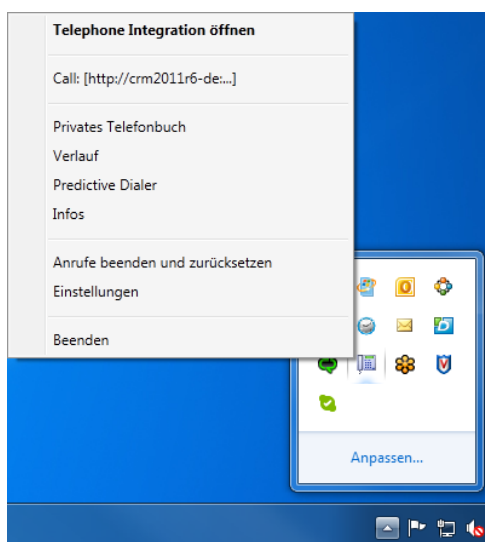 Telephone Integration öffnen
Call: [http://crm2011r6-de:...]
Privates Telefonbuch
Verlauf
Predictive Dialer
Infos
Anrufe beenden und zurücksetzen
Einstellungen
Beenden
Anpassen...